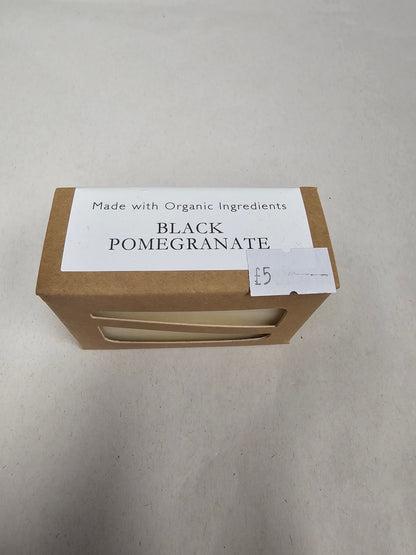 Made with Organic Ingredients
BLACK
POMEGRANATE
£5